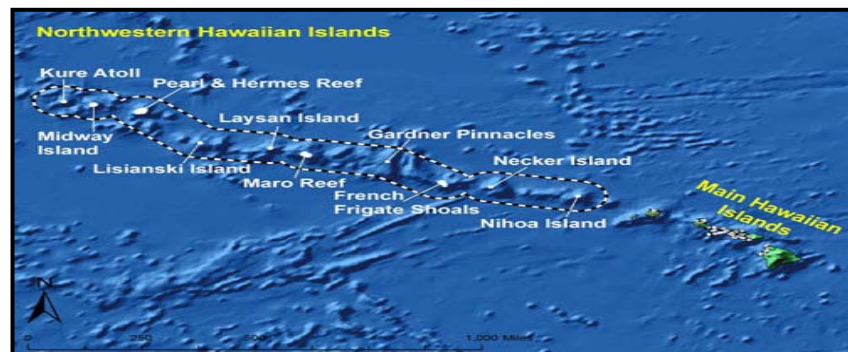 Northwestern Hawaiian Islands
Kure Atoll
Pearl & Hermes Reef
Midway
Island
Laysan Island
Lisianski Island
Maro Reef
Gardner Pinnacles
French
Frigate Shoals
Necker Island
Nihoa Island
Main Hawaiian
Islands
N
0 250 500 1,000 Miles